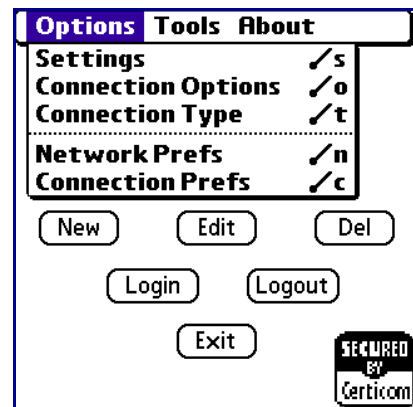 Options Tools About
Settings /s
Connection Options /o
Connection Type /t
Network Prefs /n
Connection Prefs /c
New Edit Del
Login Logout
Exit
SECURED
BY
Certicom